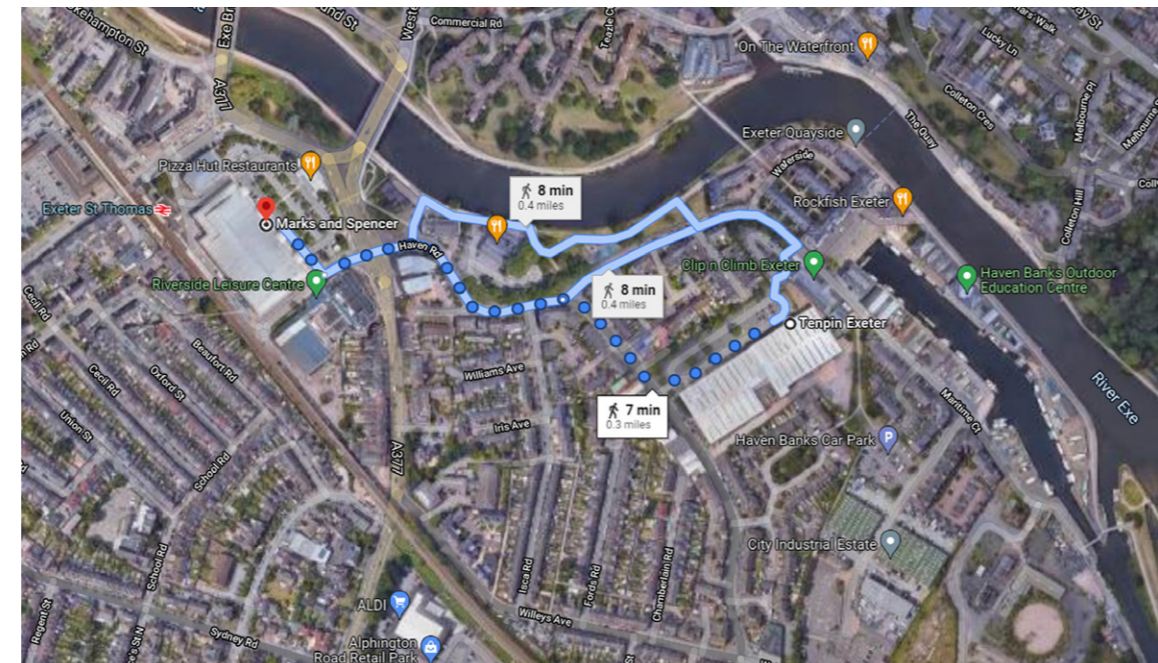 Okehampton St
Exe Br
A377
Commercial Rd
Teazle C
On The Waterfront
Lucky Ln
Colleton Cres
Melbourne Pl
The Quay
Exeter Quayside
Waterside
Pizza Hut Restaurants
8 min
0.4 miles
Rockfish Exeter
Colleton Hill
Exeter St Thomas
Marks and Spencer
Haven Rd
Riverside Leisure Centre
Clip n Climb Exeter
Haven Banks Outdoor
Education Centre
8 min
0.4 miles
Tenpin Exeter
Cecil Rd
Beaufort Rd
Cecil Rd
Oxford St
Williams Ave
River Exe
Maritime Ct
7 min
0.3 miles
Union St
Iris Ave
A377
Haven Banks Car Park
School Rd
City Industrial Estate
School Rd
Isca Rd
Fords Rd
Chamberlain Rd
ALDI
Willeys Ave
Regent St
Sydney Rd
Alphington
Road Retail Park